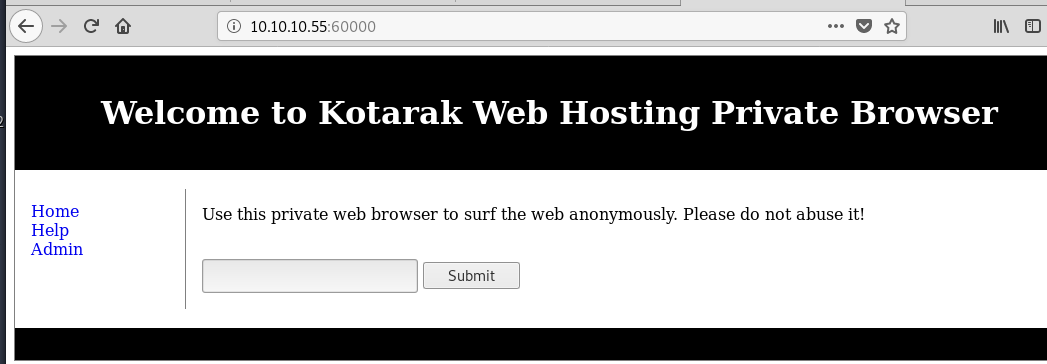 10.10.10.55:60000
Welcome to Kotarak Web Hosting Private Browser
Home
Help
Admin
Use this private web browser to surf the web anonymously. Please do not abuse it!
Submit